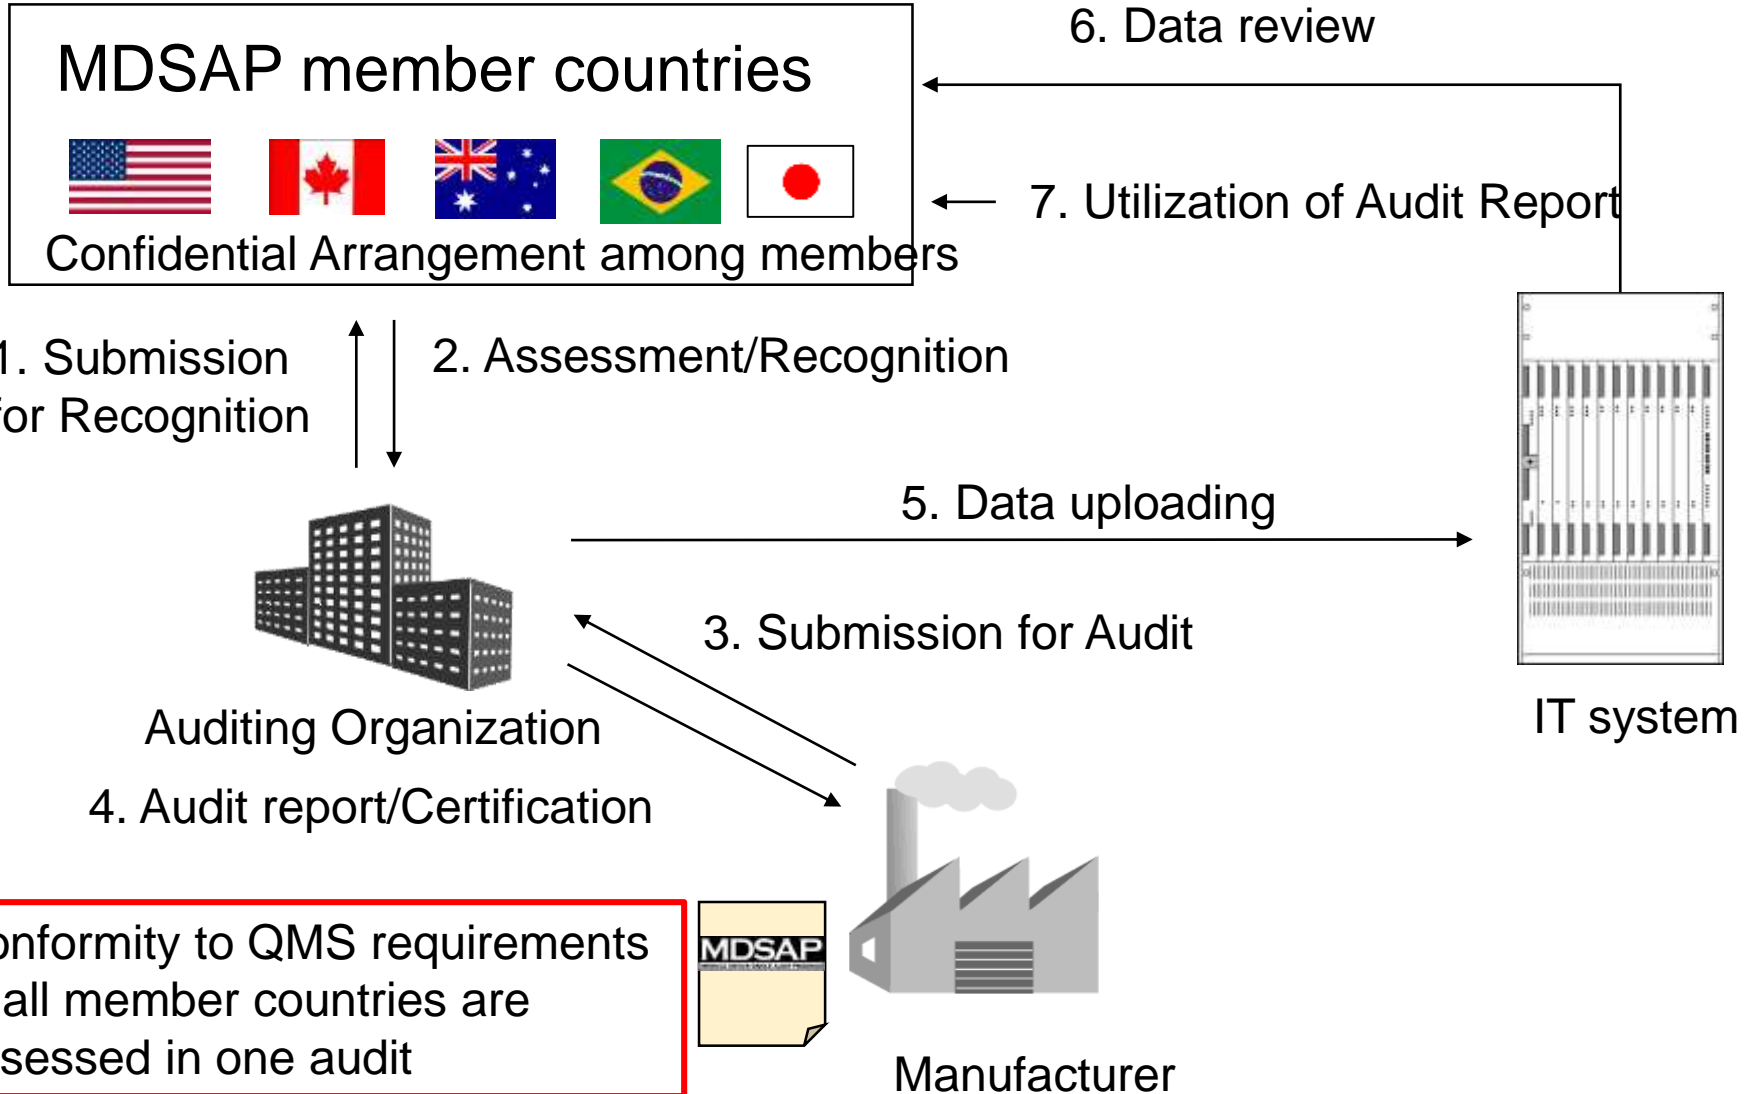 6. Data review
MDSAP member countries
7. Utilization of Audit Report
Confidential Arrangement among members
1. Submission
for Recognition
2. Assessment/Recognition
5. Data uploading
3. Submission for Audit
Auditing Organization
IT system
4. Audit report/Certification
onformity to QMS requirements
all member countries are
sessed in one audit
MDSAP
Manufacturer